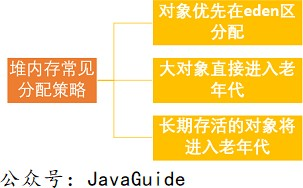 堆内存常见
分配策略
对象优先在eden区
分配
大对象直接进入老
年代
长期存活的对象将
进入老年代
公众号：JavaGuide